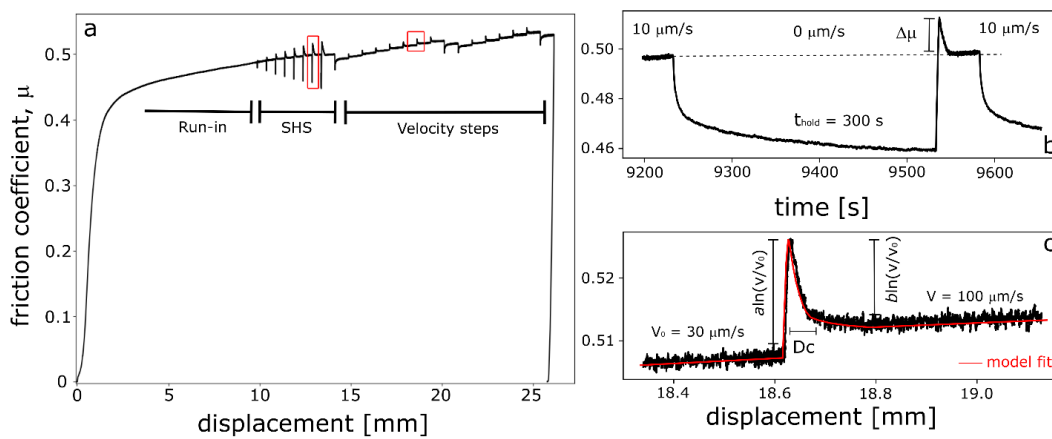 a
friction coefficient, μ
0.5
0.4
0.3
0.2
0.1
0
Run-in
SHS
Velocity steps
0
5
10
15
20
25
displacement [mm]
10 μm/s
0 μm/s
Δμ
10 μm/s
0.50
0.48
0.46
t hold = 300 s
b
9200
9300
9400
9500
9600
time [s]
0.52
0.51
aln(v/v₀)
bln(v/v₀)
V₀ = 30 μm/s
V = 100 μm/s
Dc
model fit
18.4
18.6
18.8
19.0
displacement [mm]